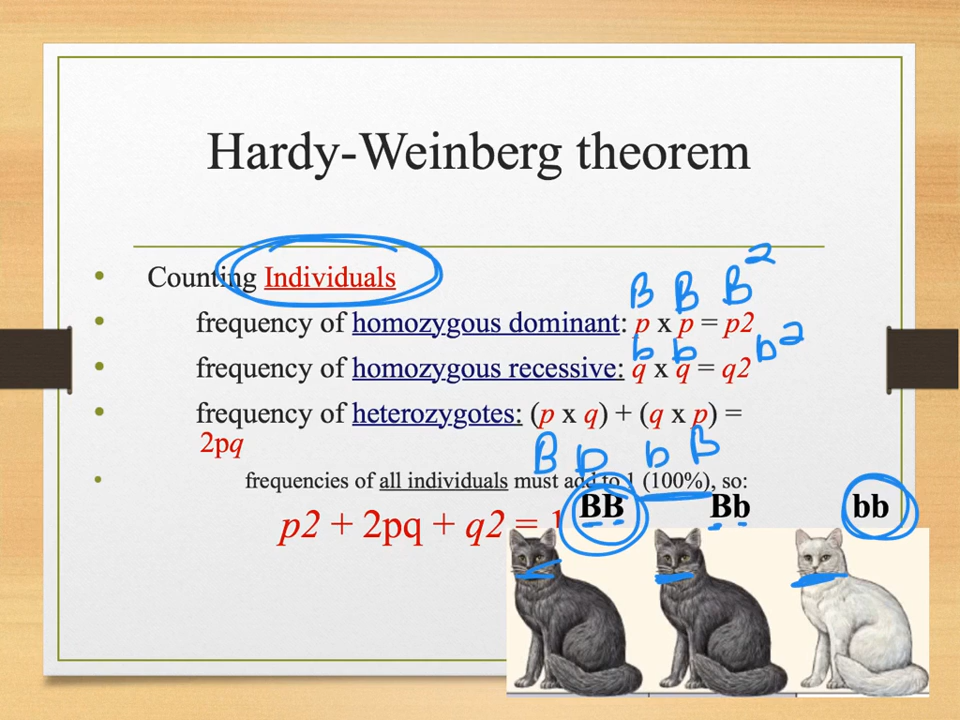 Hardy-Weinberg theorem
• Counting Individuals
B B B2
• frequency of homozygous dominant: p x p = p2
b b b2
• frequency of homozygous recessive: q x q = q2
• frequency of heterozygotes: (p x q) + (q x p) =
2pq
B b b B
• frequencies of all individuals must add to 1 (100%), so:
BB Bb bb
p2 + 2pq + q2 = 1